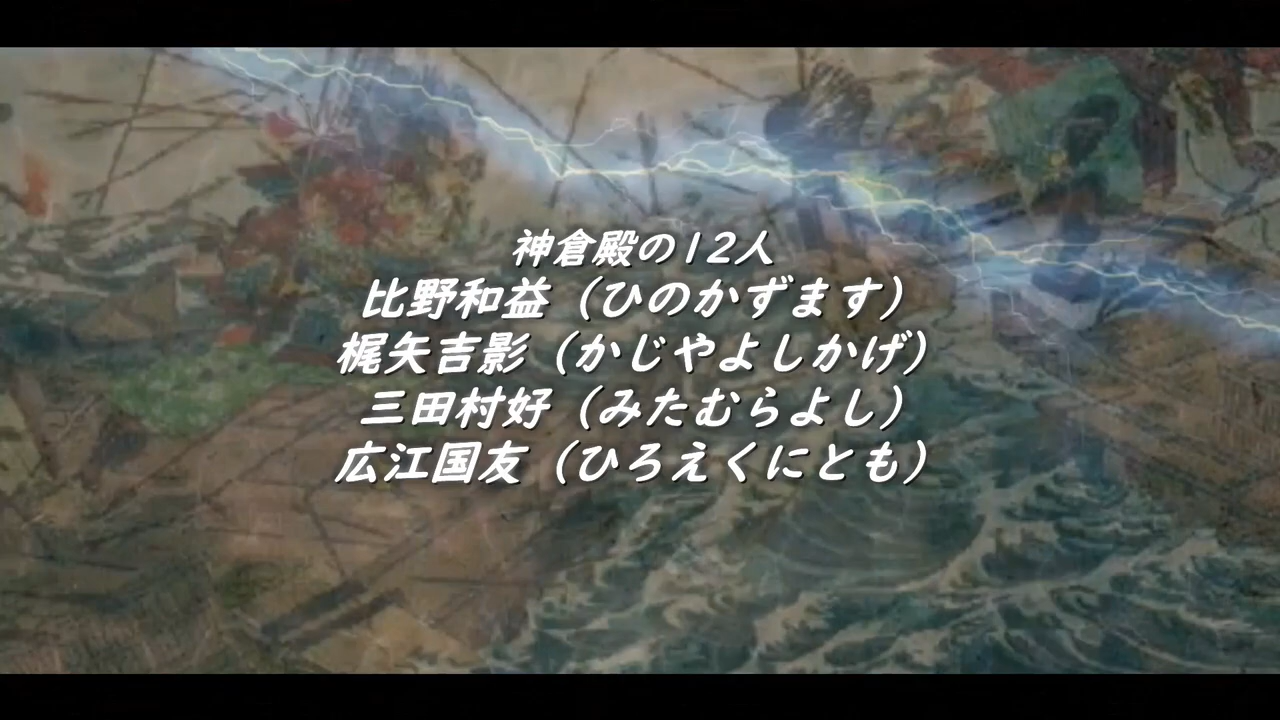 神倉殿の12人
比野和益（ひのかずます）
梶矢吉影（かじやよしかげ）
三田村好（みたむらよし）
広江国友（ひろえくにとも）